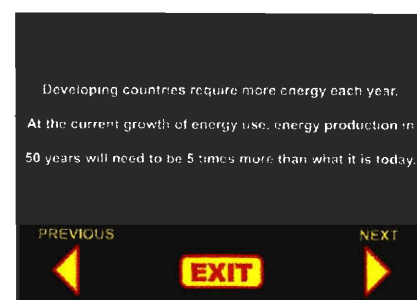 Developing countries require more energy each year.
At the current growth of energy use, energy production in
50 years will need to be 5 times more than what it is today.
PREVIOUS
NEXT
EXIT